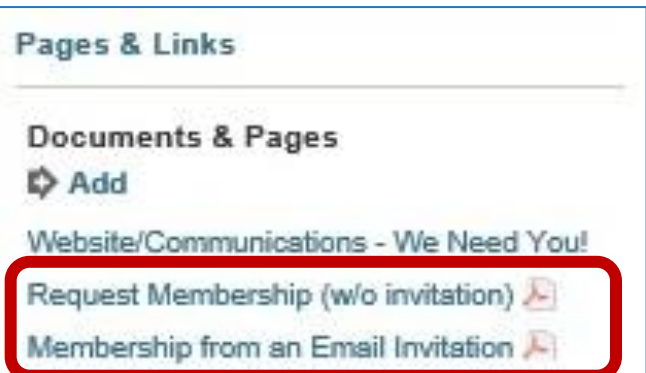 Pages & Links
Documents & Pages
Add
Website/Communications - We Need You!
Request Membership (w/o invitation)
Membership from an Email Invitation